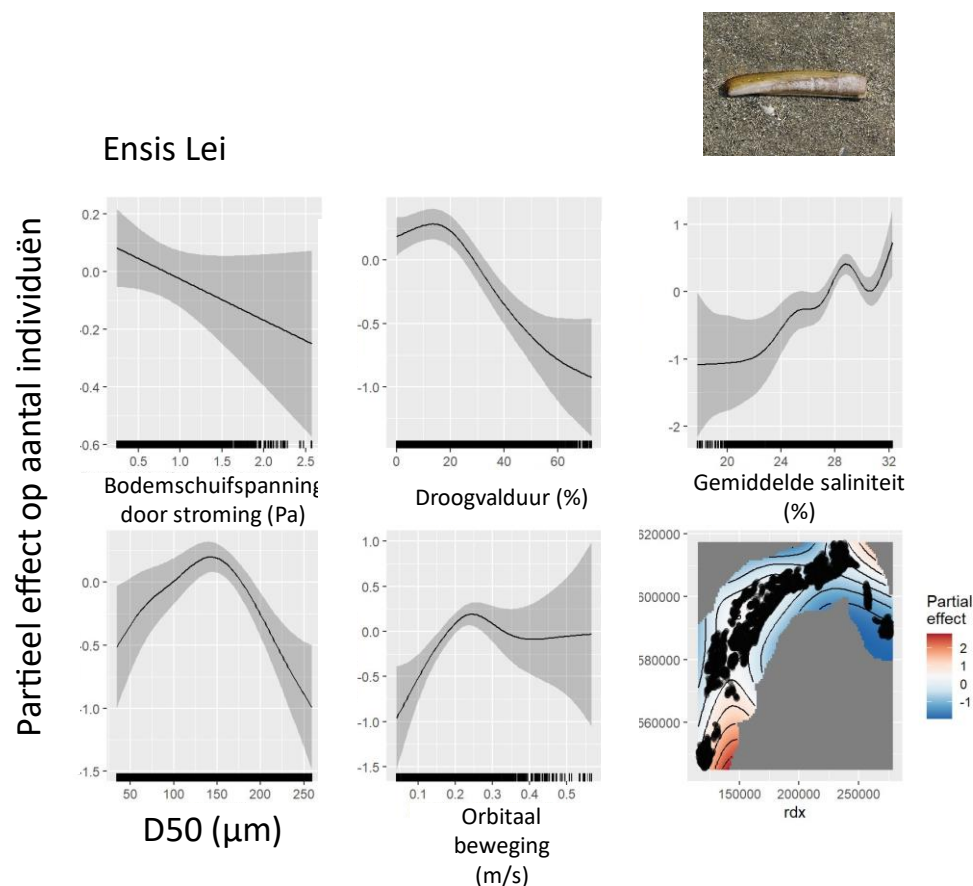 Ensis Lei
Partieel effect op aantal individuën
0.2
0.0
-0.2
-0.4
-0.6
0.5 1.0 1.5 2.0 2.5
Bodemschuifspanning
door stroming (Pa)
0.0
-0.5
-1.0
0 20 40 60
Droogvalduur (%)
1
0
-1
-2
20 24 28 32
Gemiddelde saliniteit
(%)
0.0
-0.5
-1.0
-1.5
50 100 150 200 250
D50 (μm)
1.0
0.5
0.0
-0.5
-1.0
-1.5
0.1 0.2 0.3 0.4 0.5
Orbitaal
beweging
(m/s)
520000
500000
580000
560000
150000 200000 250000
rdx
Partial
effect
2
1
0
-1